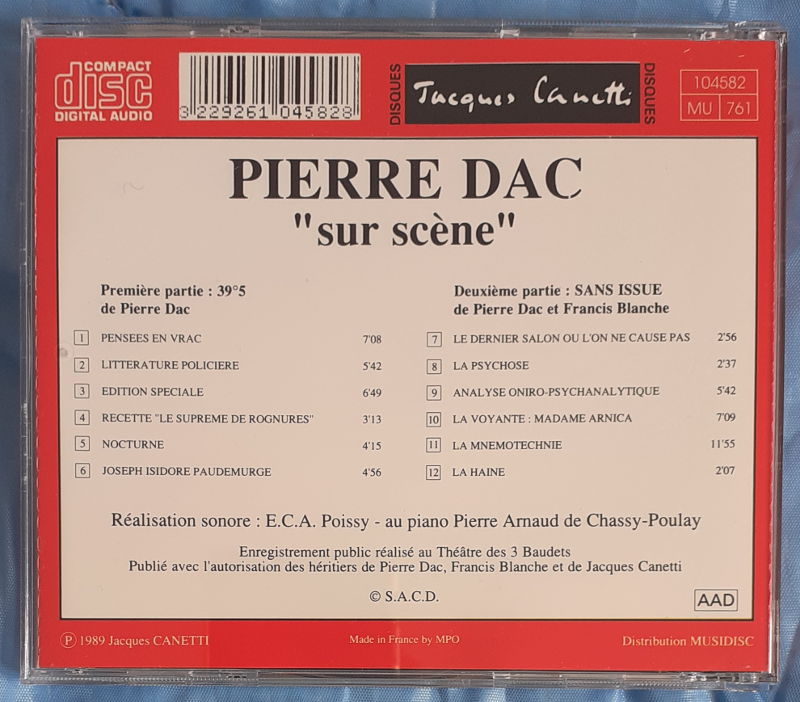 COMPACT
disc
DIGITAL AUDIO
3 229261 045828
DISQUES
Jacques Canetti
DISQUES
104582
MU 761
PIERRE DAC
"sur scène"
Première partie : 39°5
de Pierre Dac
1 PENSEES EN VRAC 7'08
2 LITTERATURE POLICIERE 5'42
3 EDITION SPECIALE 6'49
4 RECETTE "LE SUPREME DE ROGNURES" 3'13
5 NOCTURNE 4'15
6 JOSEPH ISIDORE PAUDEMURGE 4'56
Deuxième partie : SANS ISSUE
de Pierre Dac et Francis Blanche
7 LE DERNIER SALON OU L'ON NE CAUSE PAS 2'56
8 LA PSYCHOSE 2'37
9 ANALYSE ONIRO-PSYCHANALYTIQUE 5'42
10 LA VOYANTE : MADAME ARNICA 7'09
11 LA MNEMOTECHNIE 11'55
12 LA HAINE 2'07
Réalisation sonore : E.C.A. Poissy - au piano Pierre Arnaud de Chassy-Poulay
Enregistrement public réalisé au Théâtre des 3 Baudets
Publié avec l'autorisation des héritiers de Pierre Dac, Francis Blanche et de Jacques Canetti
© S.A.C.D.
AAD
℗ 1989 Jacques CANETTI
Made in France by MPO
Distribution MUSIDISC